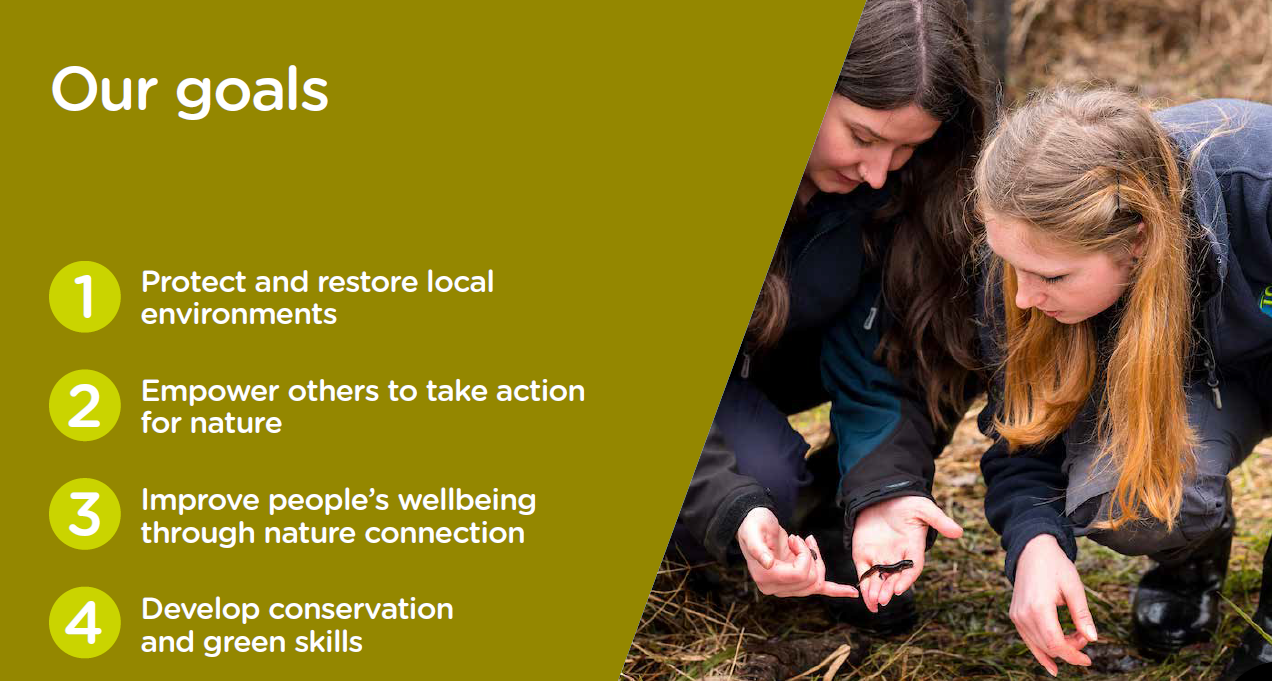 Our goals
1
Protect and restore local
environments
2
Empower others to take action
for nature
3
Improve people’s wellbeing
through nature connection
4
Develop conservation
and green skills